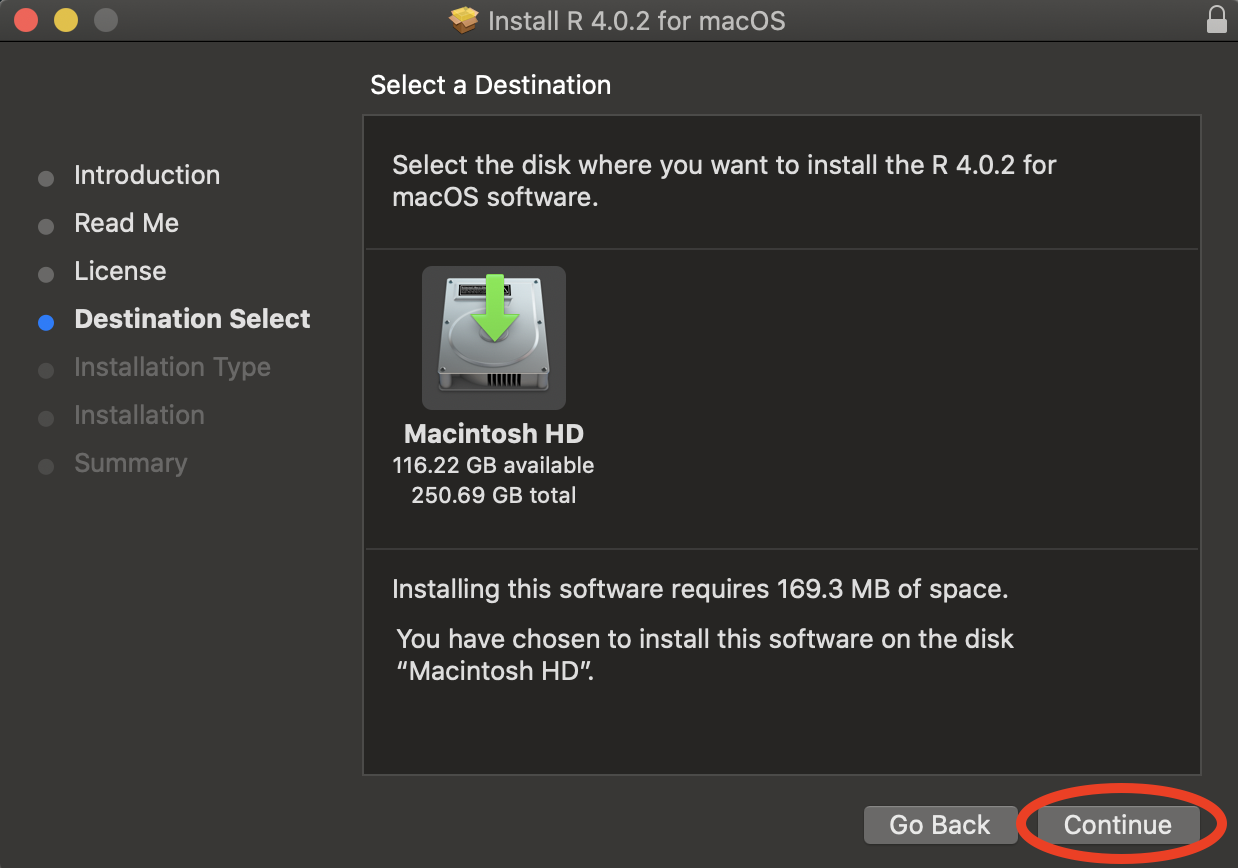 Install R 4.0.2 for macOS
Select a Destination
Introduction
Read Me
License
Destination Select
Installation Type
Installation
Summary
Select the disk where you want to install the R 4.0.2 for
macOS software.
Macintosh HD
116.22 GB available
250.69 GB total
Installing this software requires 169.3 MB of space.
You have chosen to install this software on the disk
“Macintosh HD”.
Go Back
Continue